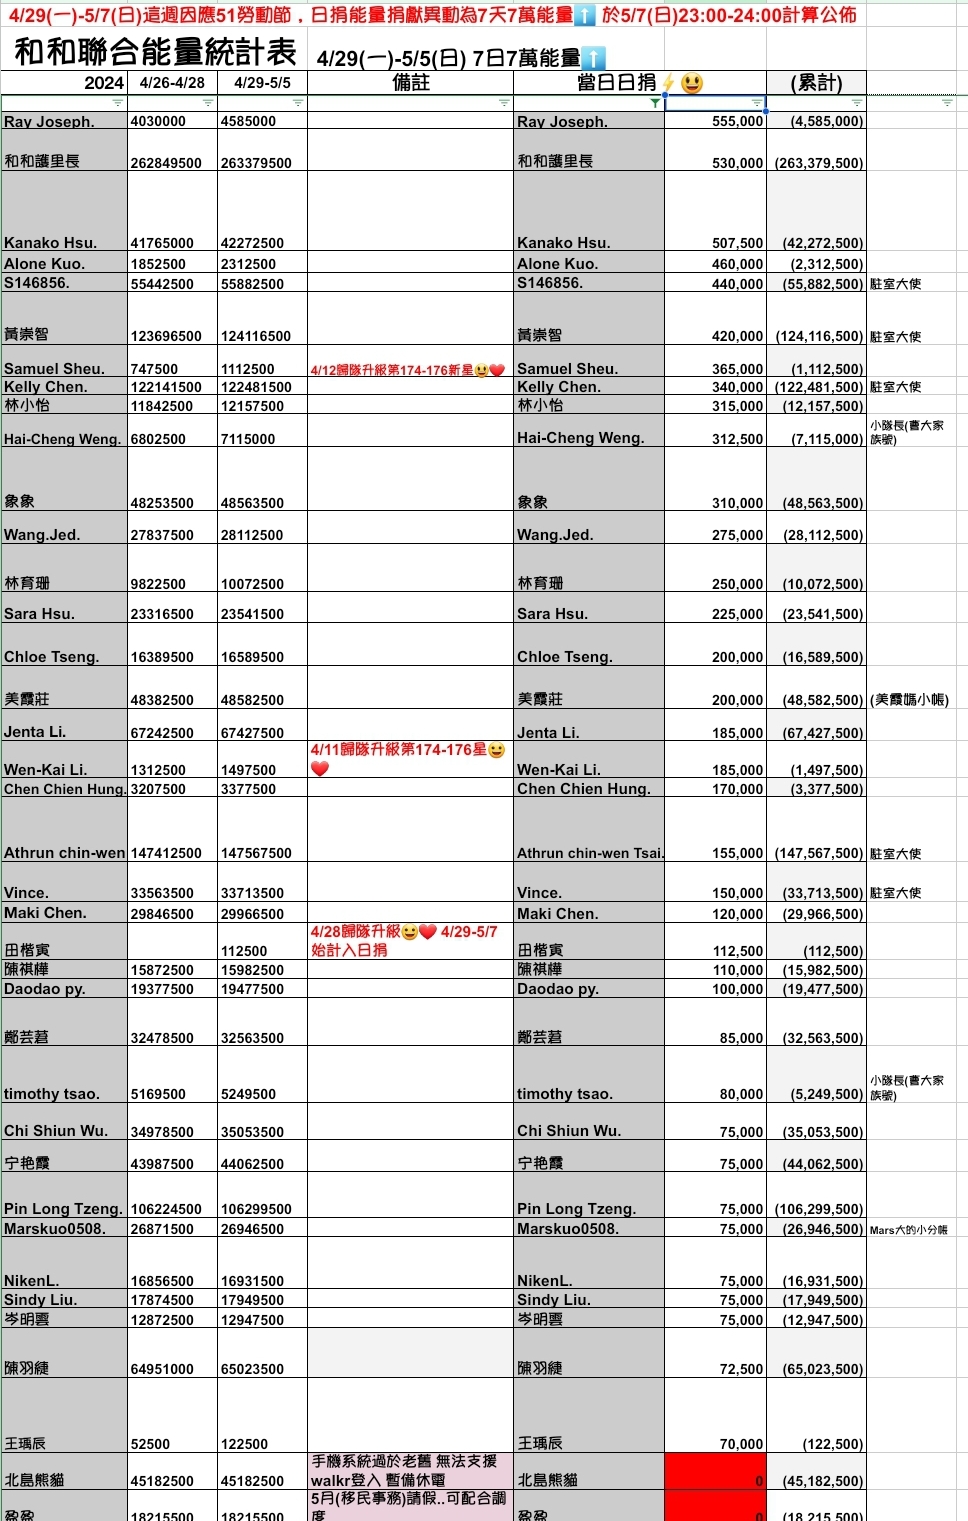 4/29(一)-5/7(日)這週因應51勞動節，日捐能量捐獻異動為7天7萬能量⬆️ 於5/7(日)23:00-24:00計算公佈
和和聯合能量統計表 4/29(一)-5/5(日) 7日7萬能量⬆️
2024 4/26-4/28 4/29-5/5 備註 當日日捐⚡😃 (累計)
Ray Joseph. 4030000 4585000 Ray Joseph. 555,000 (4,585,000)
和和護里長 262849500 263379500 和和護里長 530,000 (263,379,500)
Kanako Hsu. 41765000 42272500 Kanako Hsu. 507,500 (42,272,500)
Alone Kuo. 1852500 2312500 Alone Kuo. 460,000 (2,312,500)
S146856. 55442500 55882500 S146856. 440,000 (55,882,500) 駐室大使
黃崇智 123696500 124116500 黃崇智 420,000 (124,116,500) 駐室大使
Samuel Sheu. 747500 1112500 4/12歸隊升級第174-176新星😃❤️ Samuel Sheu. 365,000 (1,112,500)
Kelly Chen. 122141500 122481500 Kelly Chen. 340,000 (122,481,500) 駐室大使
林小怡 11842500 12157500 林小怡 315,000 (12,157,500)
Hai-Cheng Weng. 6802500 7115000 Hai-Cheng Weng. 312,500 (7,115,000) 小隊長(曹大家
族號)
象象 48253500 48563500 象象 310,000 (48,563,500)
Wang.Jed. 27837500 28112500 Wang.Jed. 275,000 (28,112,500)
林育珊 9822500 10072500 林育珊 250,000 (10,072,500)
Sara Hsu. 23316500 23541500 Sara Hsu. 225,000 (23,541,500)
Chloe Tseng. 16389500 16589500 Chloe Tseng. 200,000 (16,589,500)
美霞莊 48382500 48582500 美霞莊 200,000 (48,582,500) (美霞媽小帳)
Jenta Li. 67242500 67427500 Jenta Li. 185,000 (67,427,500)
4/11歸隊升級第174-176星😀
Wen-Kai Li. 1312500 1497500 ❤️ Wen-Kai Li. 185,000 (1,497,500)
Chen Chien Hung. 3207500 3377500 Chen Chien Hung. 170,000 (3,377,500)
Athrun chin-wen 147412500 147567500 Athrun chin-wen Tsai. 155,000 (147,567,500) 駐室大使
Vince. 33563500 33713500 Vince. 150,000 (33,713,500) 駐室大使
Maki Chen. 29846500 29966500 Maki Chen. 120,000 (29,966,500)
4/28歸隊升級😀❤️ 4/29-5/7
田楷寅 112500 始計入日捐 田楷寅 112,500 (112,500)
陳祺樺 15872500 15982500 陳祺樺 110,000 (15,982,500)
Daodao py. 19377500 19477500 Daodao py. 100,000 (19,477,500)
鄭芸莙 32478500 32563500 鄭芸莙 85,000 (32,563,500)
timothy tsao. 5169500 5249500 timothy tsao. 80,000 (5,249,500) 小隊長(曹大家
族號)
Chi Shiun Wu. 34978500 35053500 Chi Shiun Wu. 75,000 (35,053,500)
宁艳霞 43987500 44062500 宁艳霞 75,000 (44,062,500)
Pin Long Tzeng. 106224500 106299500 Pin Long Tzeng. 75,000 (106,299,500)
Marskuo0508. 26871500 26946500 Marskuo0508. 75,000 (26,946,500) Mars大的小分帳
NikenL. 16856500 16931500 NikenL. 75,000 (16,931,500)
Sindy Liu. 17874500 17949500 Sindy Liu. 75,000 (17,949,500)
岑明雲 12872500 12947500 岑明雲 75,000 (12,947,500)
陳羽緁 64951000 65023500 陳羽緁 72,500 (65,023,500)
王瑀辰 52500 122500 王瑀辰 70,000 (122,500)
手機系統過於老舊 無法支援
北島熊貓 45182500 45182500 walkr登入 暫備休電 北島熊貓 0 (45,182,500)
5月(移民事務)請假..可配合調
盈盈 18215500 18215500 度 盈盈 0 (18,215,500)